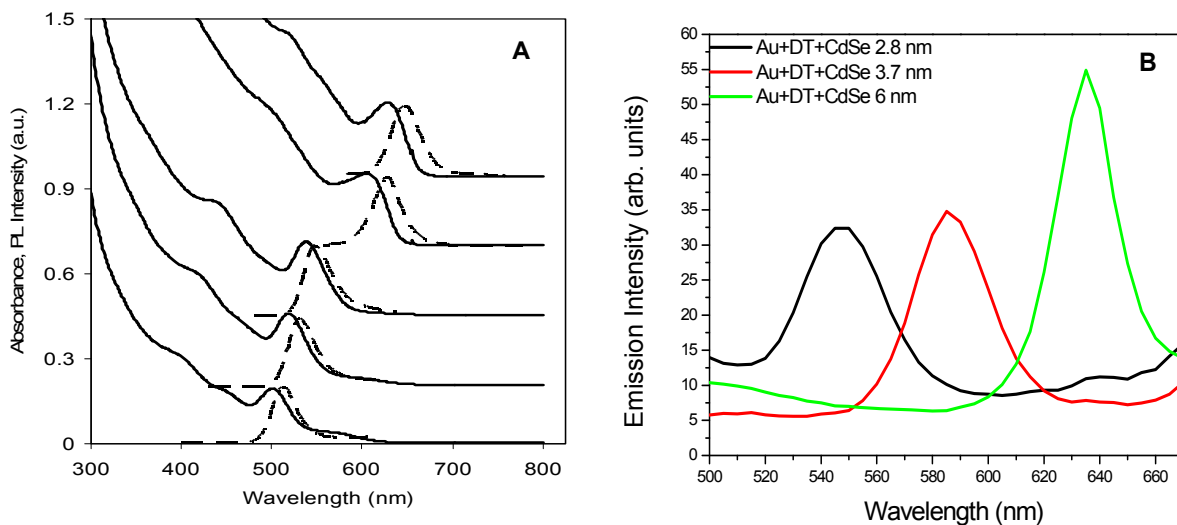 A
Absorbance, PL Intensity (a.u.)
1.5
1.2
0.9
0.6
0.3
0
300 400 500 600 700 800
Wavelength (nm)
B
Au+DT+CdSe 2.8 nm
Au+DT+CdSe 3.7 nm
Au+DT+CdSe 6 nm
Emission Intensity (arb. units)
60
55
50
45
40
35
30
25
20
15
10
5
0
500 520 540 560 580 600 620 640 660
Wavelength (nm)